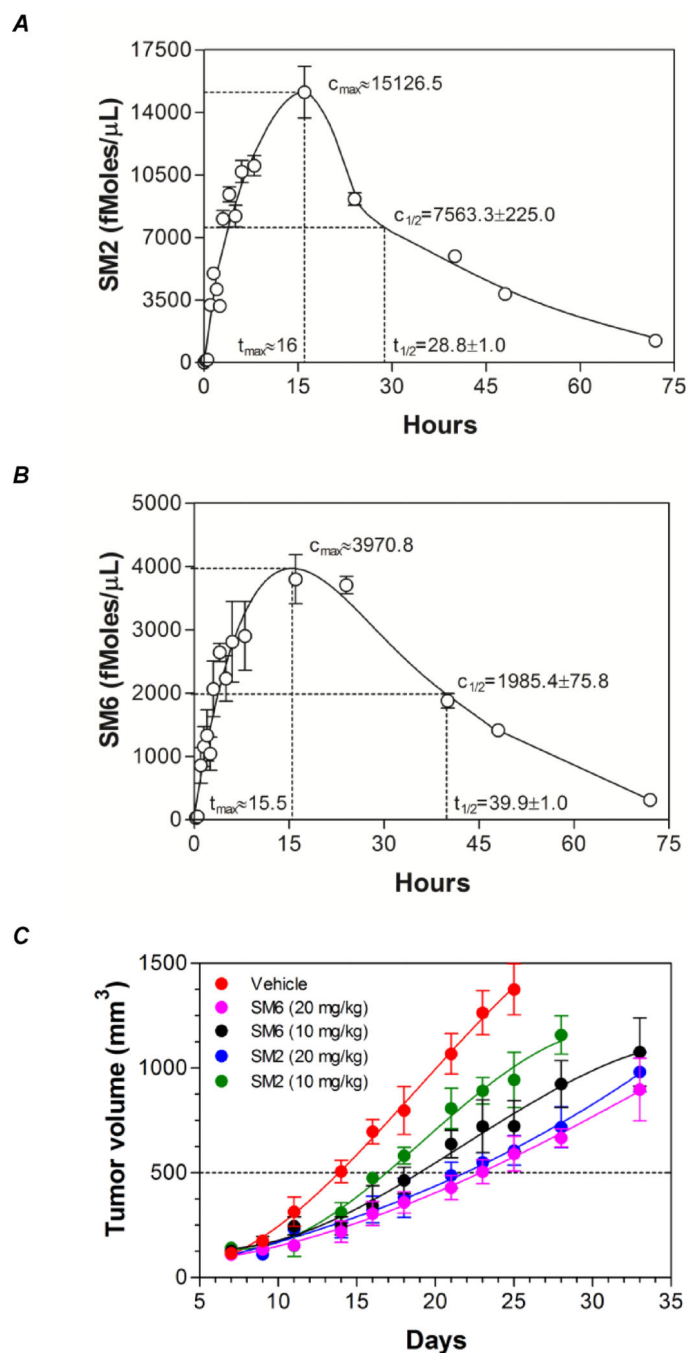 A
17500
14000
10500
7000
3500
0
SM2 (fMoles/μL)
cmax≈15126.5
c1/2=7563.3±225.0
tmax≈16
t1/2=28.8±1.0
0 15 30 45 60 75
Hours
B
5000
4000
3000
2000
1000
0
SM6 (fMoles/μL)
cmax≈3970.8
c1/2=1985.4±75.8
tmax≈15.5
t1/2=39.9±1.0
0 15 30 45 60 75
Hours
C
1500
1000
500
0
Tumor volume (mm3)
Vehicle
SM6 (20 mg/kg)
SM6 (10 mg/kg)
SM2 (20 mg/kg)
SM2 (10 mg/kg)
5 10 15 20 25 30 35
Days